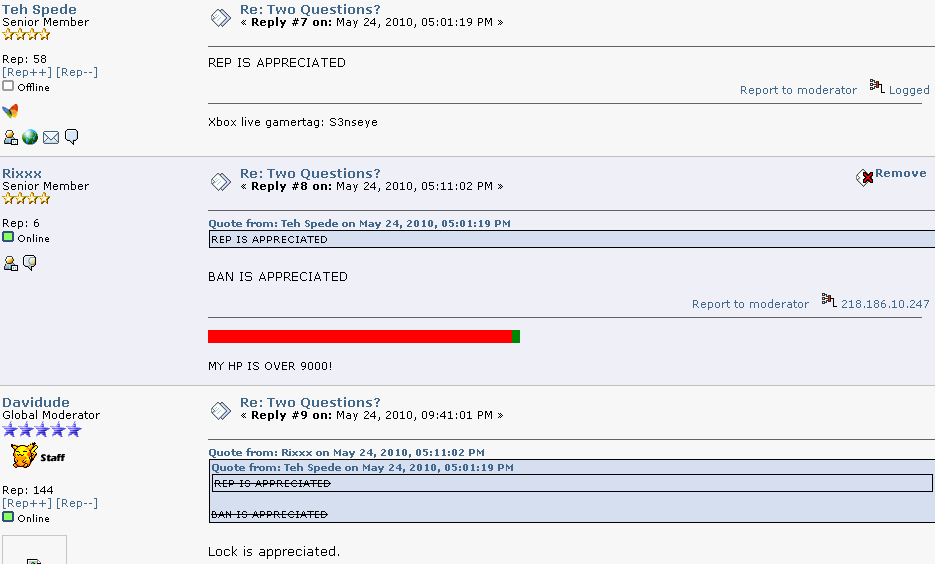 Teh Spede
Senior Member
Rep: 58
[Rep++] [Rep--]
Offline
Re: Two Questions?
« Reply #7 on: May 24, 2010, 05:01:19 PM »
REP IS APPRECIATED
Report to moderator Logged
Xbox live gamertag: S3nseye
Rixxx
Senior Member
Rep: 6
Online
Re: Two Questions?
« Reply #8 on: May 24, 2010, 05:11:02 PM »
Remove
Quote from: Teh Spede on May 24, 2010, 05:01:19 PM
REP IS APPRECIATED
BAN IS APPRECIATED
Report to moderator 218.186.10.247
MY HP IS OVER 9000!
Davidude
Global Moderator
Staff
Rep: 144
[Rep++] [Rep--]
Online
Re: Two Questions?
« Reply #9 on: May 24, 2010, 09:41:01 PM »
Quote from: Rixxx on May 24, 2010, 05:11:02 PM
Quote from: Teh Spede on May 24, 2010, 05:01:19 PM
REP IS APPRECIATED
BAN IS APPRECIATED
Lock is appreciated.